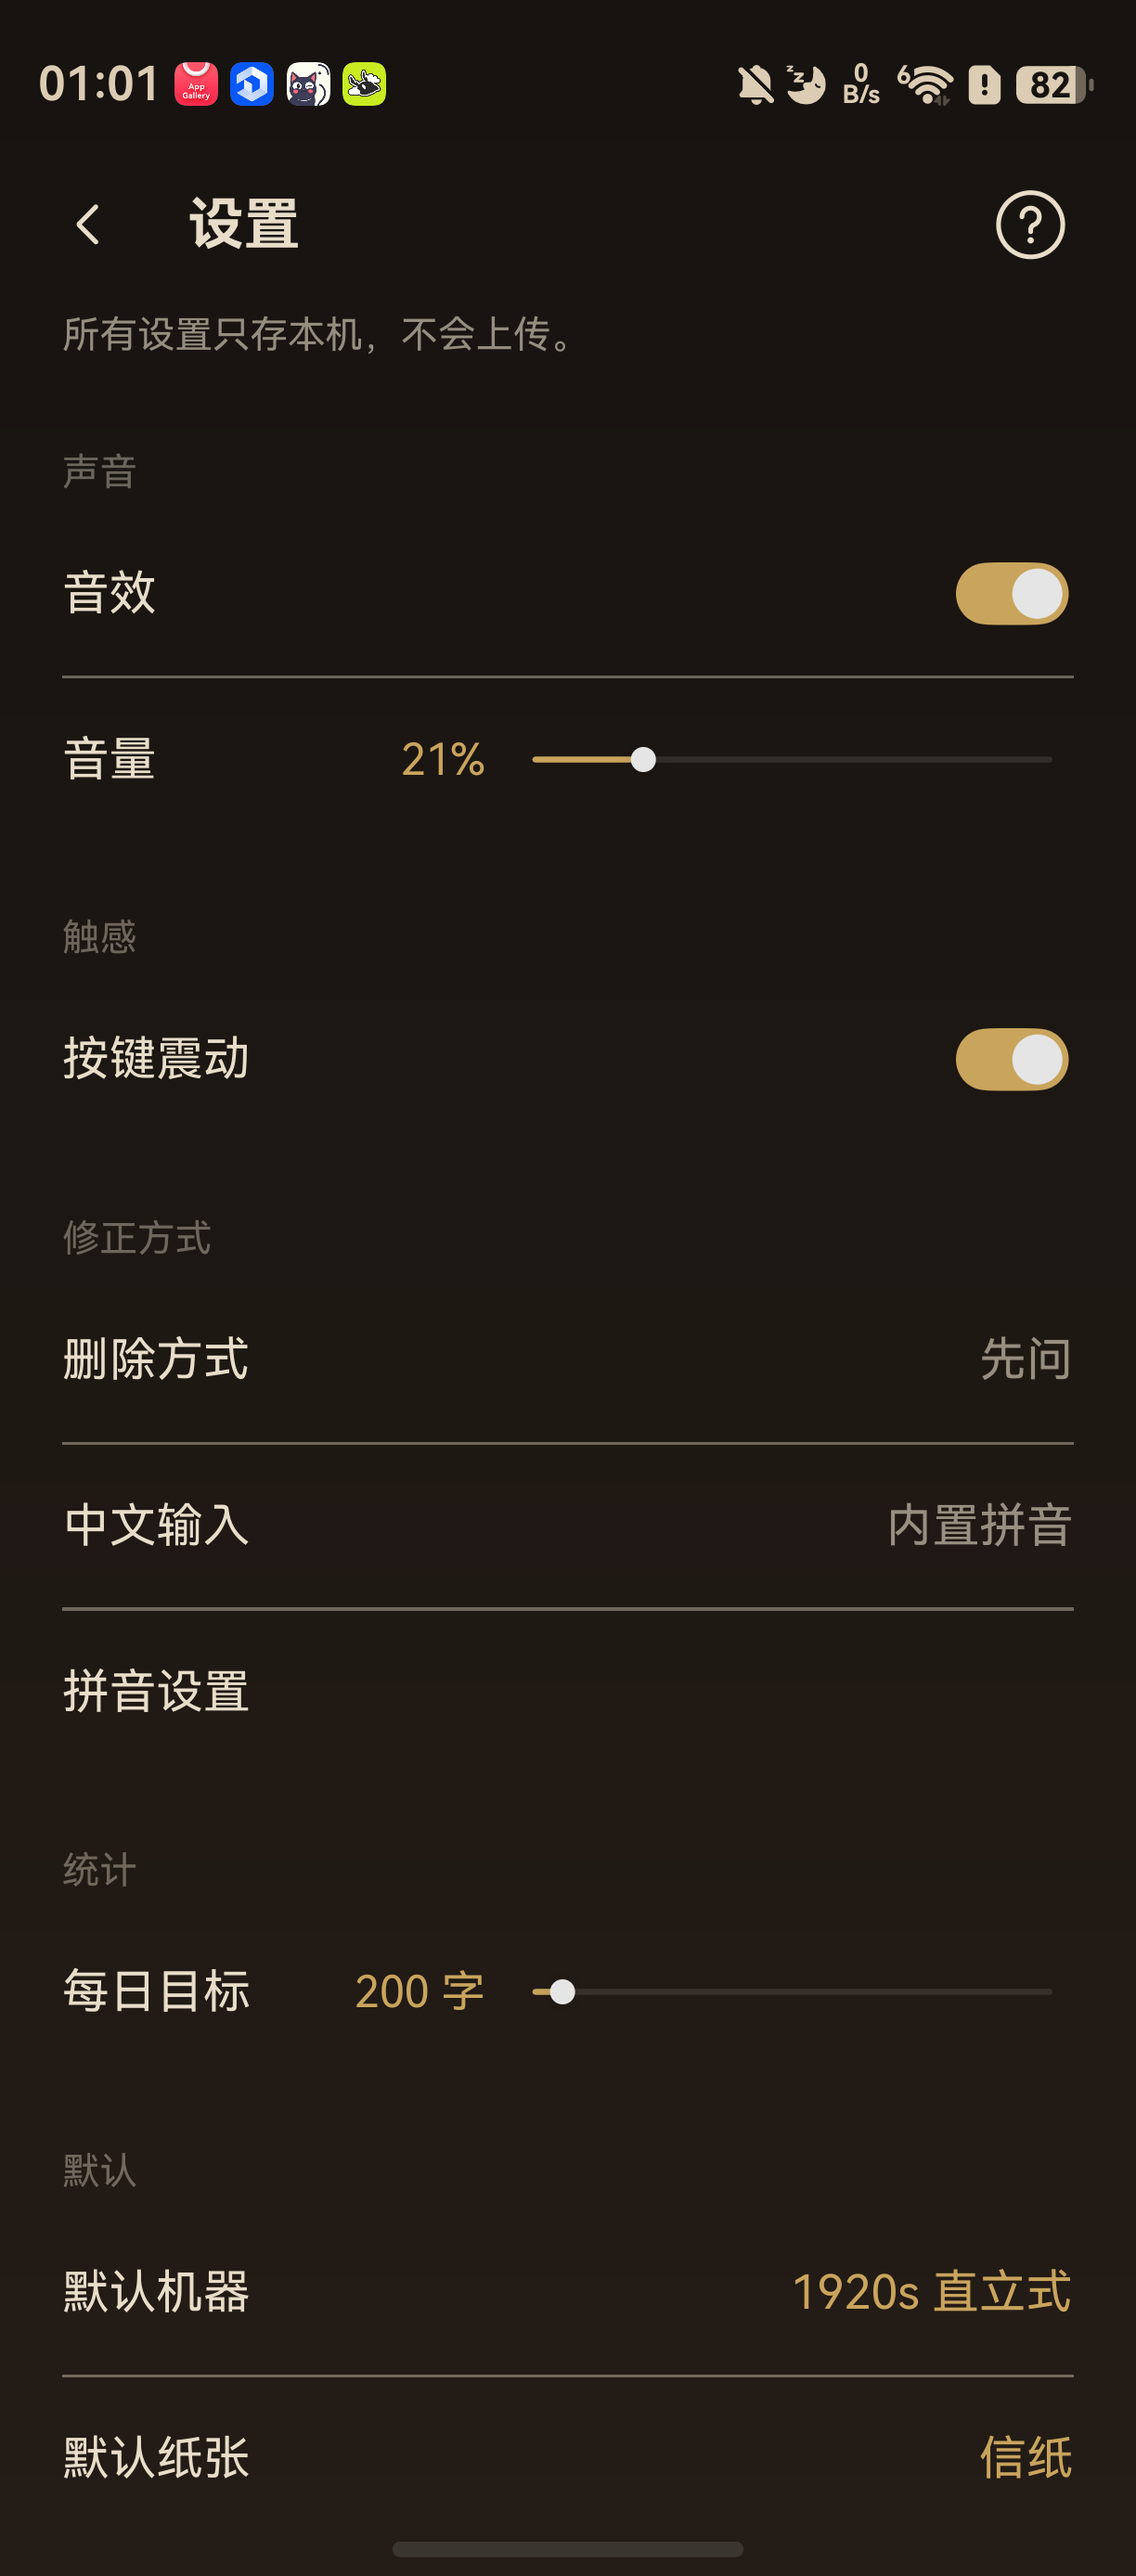 01:01
App
Gallery
0
B/s
6
82
设置
所有设置只存本机，不会上传。
声音
音效
音量 21%
触感
按键震动
修正方式
删除方式 先问
中文输入 内置拼音
拼音设置
统计
每日目标 200 字
默认
默认机器 1920s 直立式
默认纸张 信纸